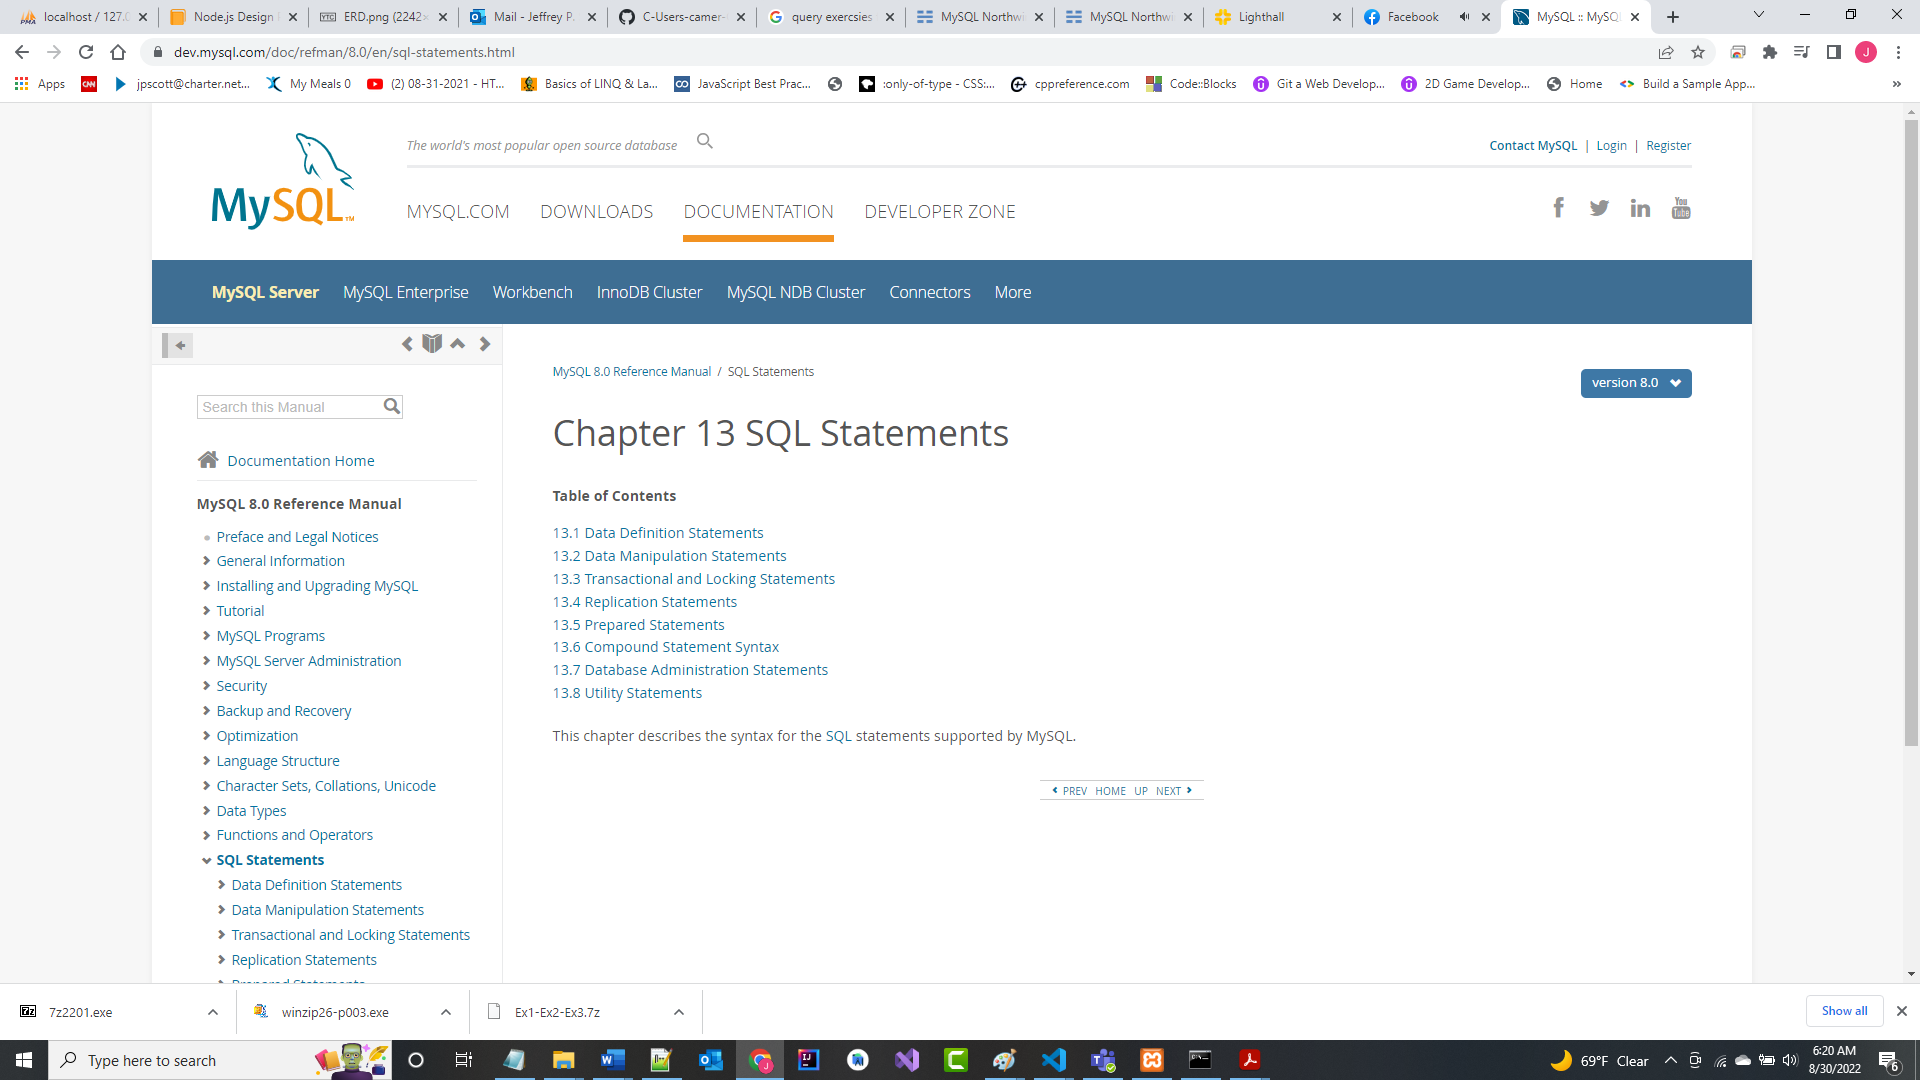 localhost / 127.0
Node.js Design
ERD.png (2242×
Mail - Jeffrey P.
C-Users-camer-
query exercsies
MySQL Northwi
MySQL Northwi
Lighthall
Facebook
MySQL :: MySQL
dev.mysql.com/doc/refman/8.0/en/sql-statements.html
J
Apps
CNN
jpscott@charter.net...
My Meals 0
(2) 08-31-2021 - HT...
Basics of LINQ & La...
JavaScript Best Prac...
:only-of-type - CSS:...
cppreference.com
Code::Blocks
Git a Web Develop...
2D Game Develop...
Home
Build a Sample App...
»
The world's most popular open source database
Contact MySQL | Login | Register
MySQL™
MYSQL.COM
DOWNLOADS
DOCUMENTATION
DEVELOPER ZONE
You Tube
MySQL Server
MySQL Enterprise
Workbench
InnoDB Cluster
MySQL NDB Cluster
Connectors
More
Search this Manual
Documentation Home
MySQL 8.0 Reference Manual
Preface and Legal Notices
General Information
Installing and Upgrading MySQL
Tutorial
MySQL Programs
MySQL Server Administration
Security
Backup and Recovery
Optimization
Language Structure
Character Sets, Collations, Unicode
Data Types
Functions and Operators
SQL Statements
Data Definition Statements
Data Manipulation Statements
Transactional and Locking Statements
Replication Statements
Prepared Statements
MySQL 8.0 Reference Manual / SQL Statements
version 8.0
Chapter 13 SQL Statements
Table of Contents
13.1 Data Definition Statements
13.2 Data Manipulation Statements
13.3 Transactional and Locking Statements
13.4 Replication Statements
13.5 Prepared Statements
13.6 Compound Statement Syntax
13.7 Database Administration Statements
13.8 Utility Statements
This chapter describes the syntax for the SQL statements supported by MySQL.
PREV HOME UP NEXT
7z2201.exe
winzip26-p003.exe
Ex1-Ex2-Ex3.7z
Show all
Type here to search
69°F Clear
6:20 AM
8/30/2022
6